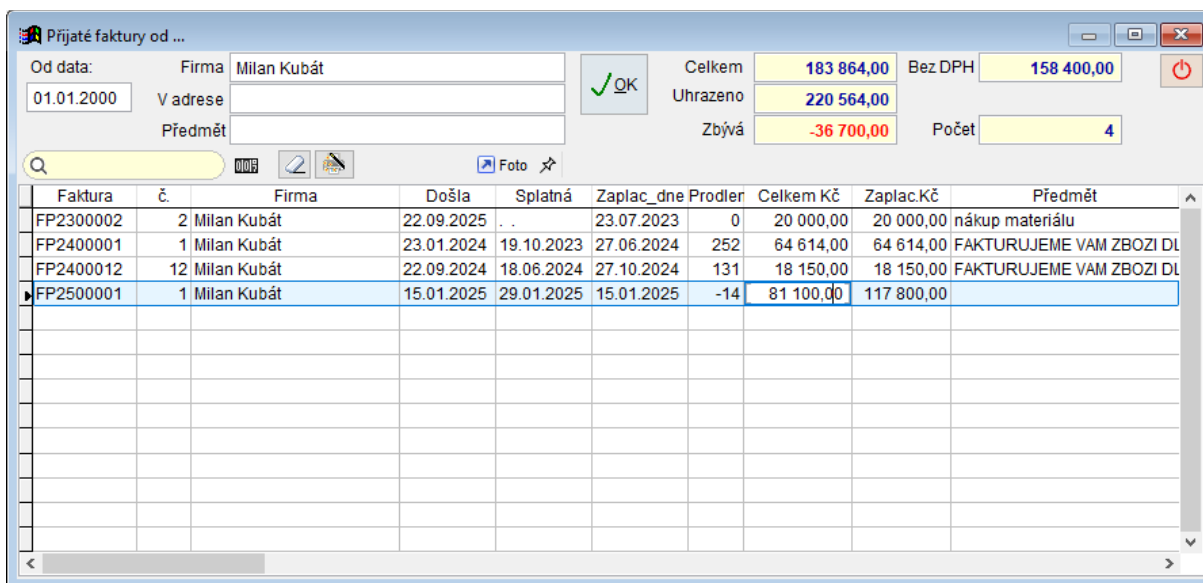 Přijaté faktury od ...
Od data: Firma Milan Kubát OK Celkem 183 864,00 Bez DPH 158 400,00
01.01.2000 V adrese Uhrazeno 220 564,00
Předmět Zbývá -36 700,00 Počet 4
Foto
Faktura č. Firma Došla Splatná Zaplac_dne Prodlen Celkem Kč Zaplac.Kč Předmět
FP2300002 2 Milan Kubát 22.09.2025 . . 23.07.2023 0 20 000,00 20 000,00 nákup materiálu
FP2400001 1 Milan Kubát 23.01.2024 19.10.2023 27.06.2024 252 64 614,00 64 614,00 FAKTURUJEME VAM ZBOZI DL
FP2400012 12 Milan Kubát 22.09.2024 18.06.2024 27.10.2024 131 18 150,00 18 150,00 FAKTURUJEME VAM ZBOZI DL
FP2500001 1 Milan Kubát 15.01.2025 29.01.2025 15.01.2025 -14 81 100,00 117 800,00